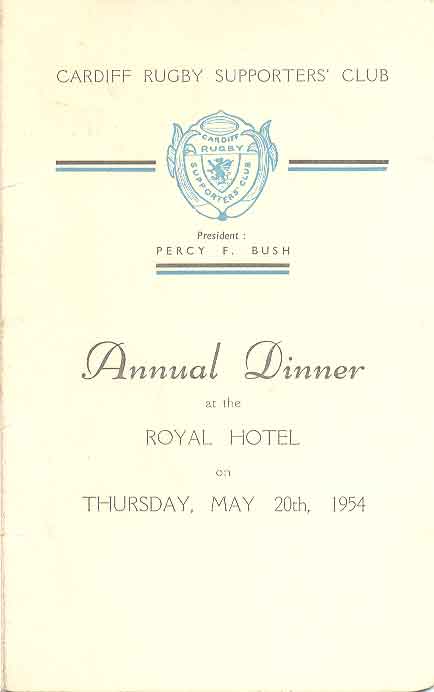 CARDIFF RUGBY SUPPORTERS' CLUB
CARDIFF
RUGBY
SUPPORTERS' CLUB
President :
PERCY F. BUSH
Annual Dinner
at the
ROYAL HOTEL
on
THURSDAY, MAY 20th, 1954